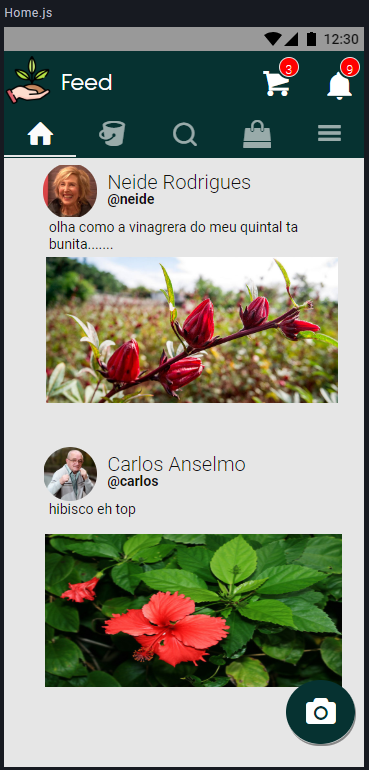 Home.js
12:30
Feed
3
9
Neide Rodrigues
@neide
olha como a vinagrera do meu quintal ta
bunita.......
Carlos Anselmo
@carlos
hibisco eh top